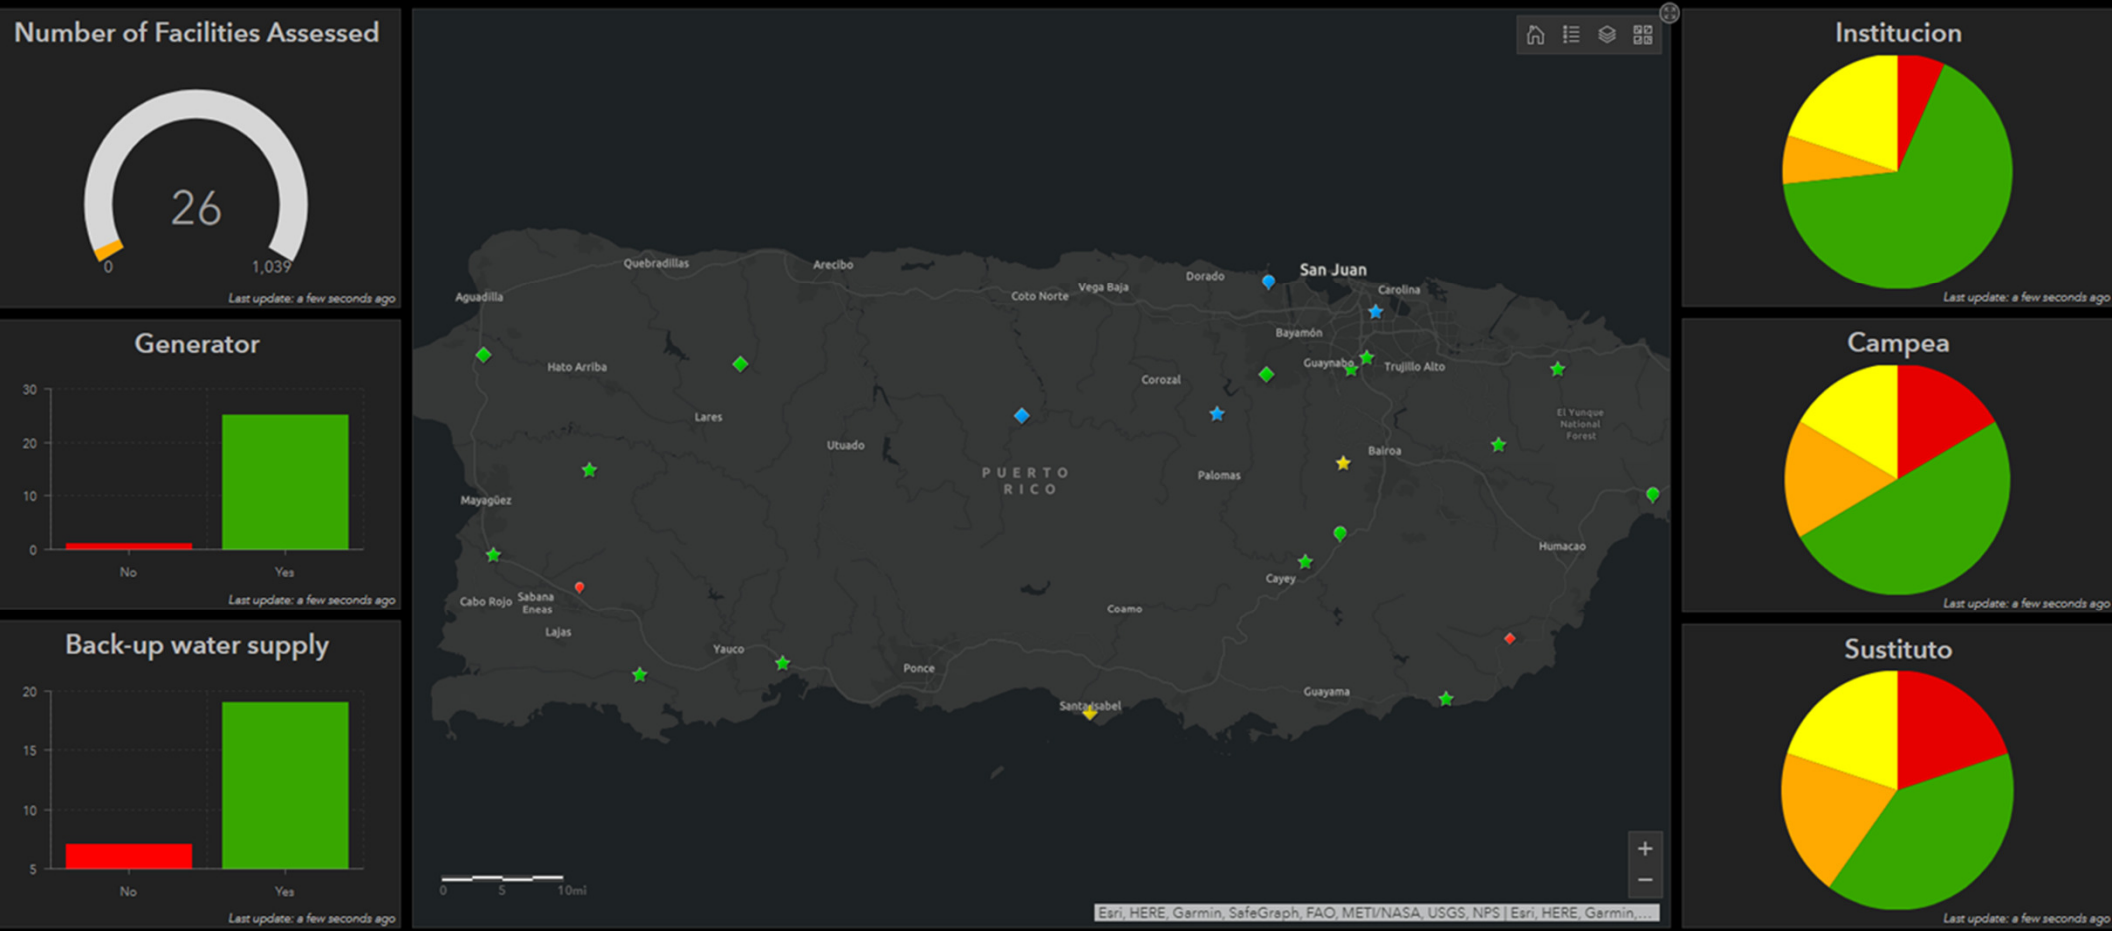 Number of Facilities Assessed
26
0
1,039
Last update: a few seconds ago
Generator
30
20
10
0
No
Yes
Last update: a few seconds ago
Back-up water supply
20
15
10
5
No
Yes
Last update: a few seconds ago
San Juan
Quebradillas
Arecibo
Dorado
Carolina
Aguadilla
Coto Norte
Vega Baja
Bayamón
Hato Arriba
Guaynabo
Trujillo Alto
Corozal
Lares
El Yunque
National
Forest
Utuado
Bairoa
PUERTO
RICO
Palomas
Mayagüez
Humacao
Cayey
Cabo Rojo
Sabana
Eneas
Coamo
Lajas
Yauco
Ponce
Guayama
Santa Isabel
+
−
0 5 10mi
Esri, HERE, Garmin, SafeGraph, FAO, METI/NASA, USGS, NPS | Esri, HERE, Garmin,...
Institucion
Last update: a few seconds ago
Campea
Last update: a few seconds ago
Sustituto
Last update: a few seconds ago